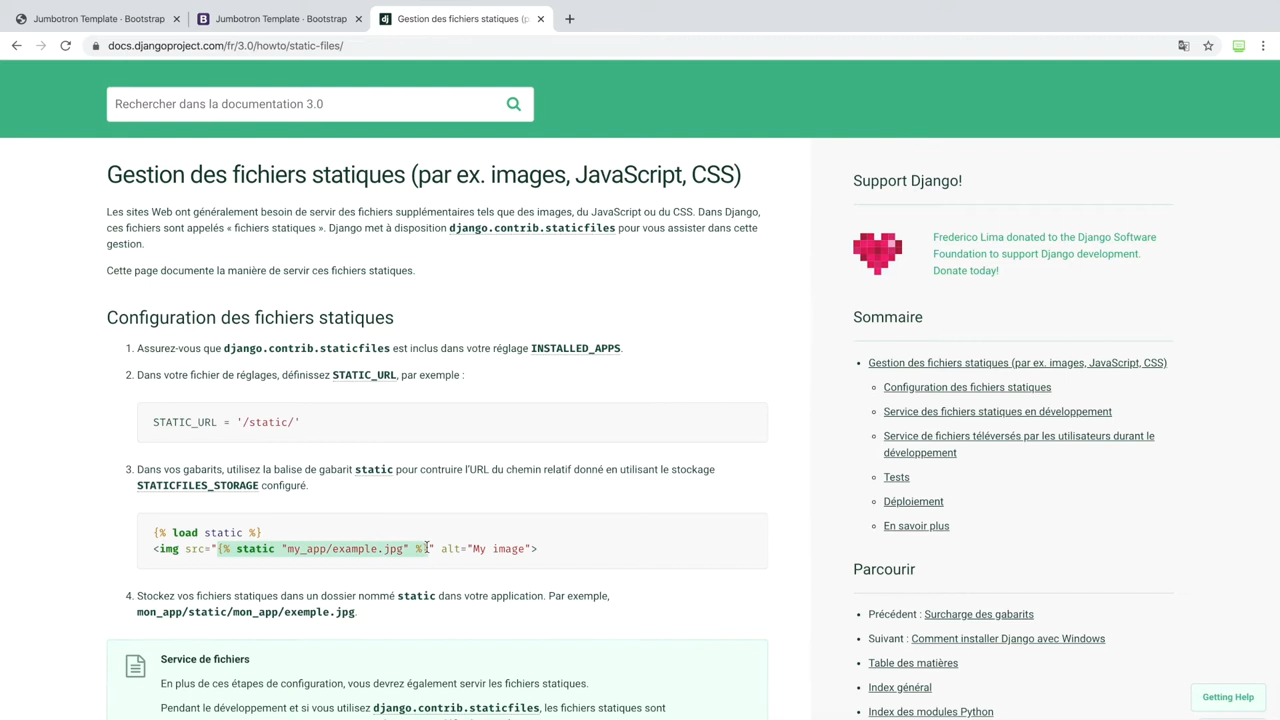 Jumbotron Template · Bootstrap
Jumbotron Template · Bootstrap
Gestion des fichiers statiques (p
docs.djangoproject.com/fr/3.0/howto/static-files/
Rechercher dans la documentation 3.0
Gestion des fichiers statiques (par ex. images, JavaScript, CSS)
Les sites Web ont généralement besoin de servir des fichiers supplémentaires tels que des images, du JavaScript ou du CSS. Dans Django,
ces fichiers sont appelés « fichiers statiques ». Django met à disposition django.contrib.staticfiles pour vous assister dans cette
gestion.
Cette page documente la manière de servir ces fichiers statiques.
Configuration des fichiers statiques
1. Assurez-vous que django.contrib.staticfiles est inclus dans votre réglage INSTALLED_APPS.
2. Dans votre fichier de réglages, définissez STATIC_URL, par exemple :
STATIC_URL = '/static/'
3. Dans vos gabarits, utilisez la balise de gabarit static pour contruire l'URL du chemin relatif donné en utilisant le stockage
STATICFILES_STORAGE configuré.
{% load static %}
<img src="{% static "my_app/example.jpg" %}" alt="My image">
4. Stockez vos fichiers statiques dans un dossier nommé static dans votre application. Par exemple,
mon_app/static/mon_app/exemple.jpg.
Service de fichiers
En plus de ces étapes de configuration, vous devrez également servir les fichiers statiques.
Pendant le développement et si vous utilisez django.contrib.staticfiles, les fichiers statiques sont
Support Django!
Frederico Lima donated to the Django Software
Foundation to support Django development.
Donate today!
Sommaire
• Gestion des fichiers statiques (par ex. images, JavaScript, CSS)
Configuration des fichiers statiques
Service des fichiers statiques en développement
Service de fichiers téléversés par les utilisateurs durant le
développement
Tests
Déploiement
En savoir plus
Parcourir
• Précédent : Surcharge des gabarits
• Suivant : Comment installer Django avec Windows
• Table des matières
• Index général
• Index des modules Python
Getting Help